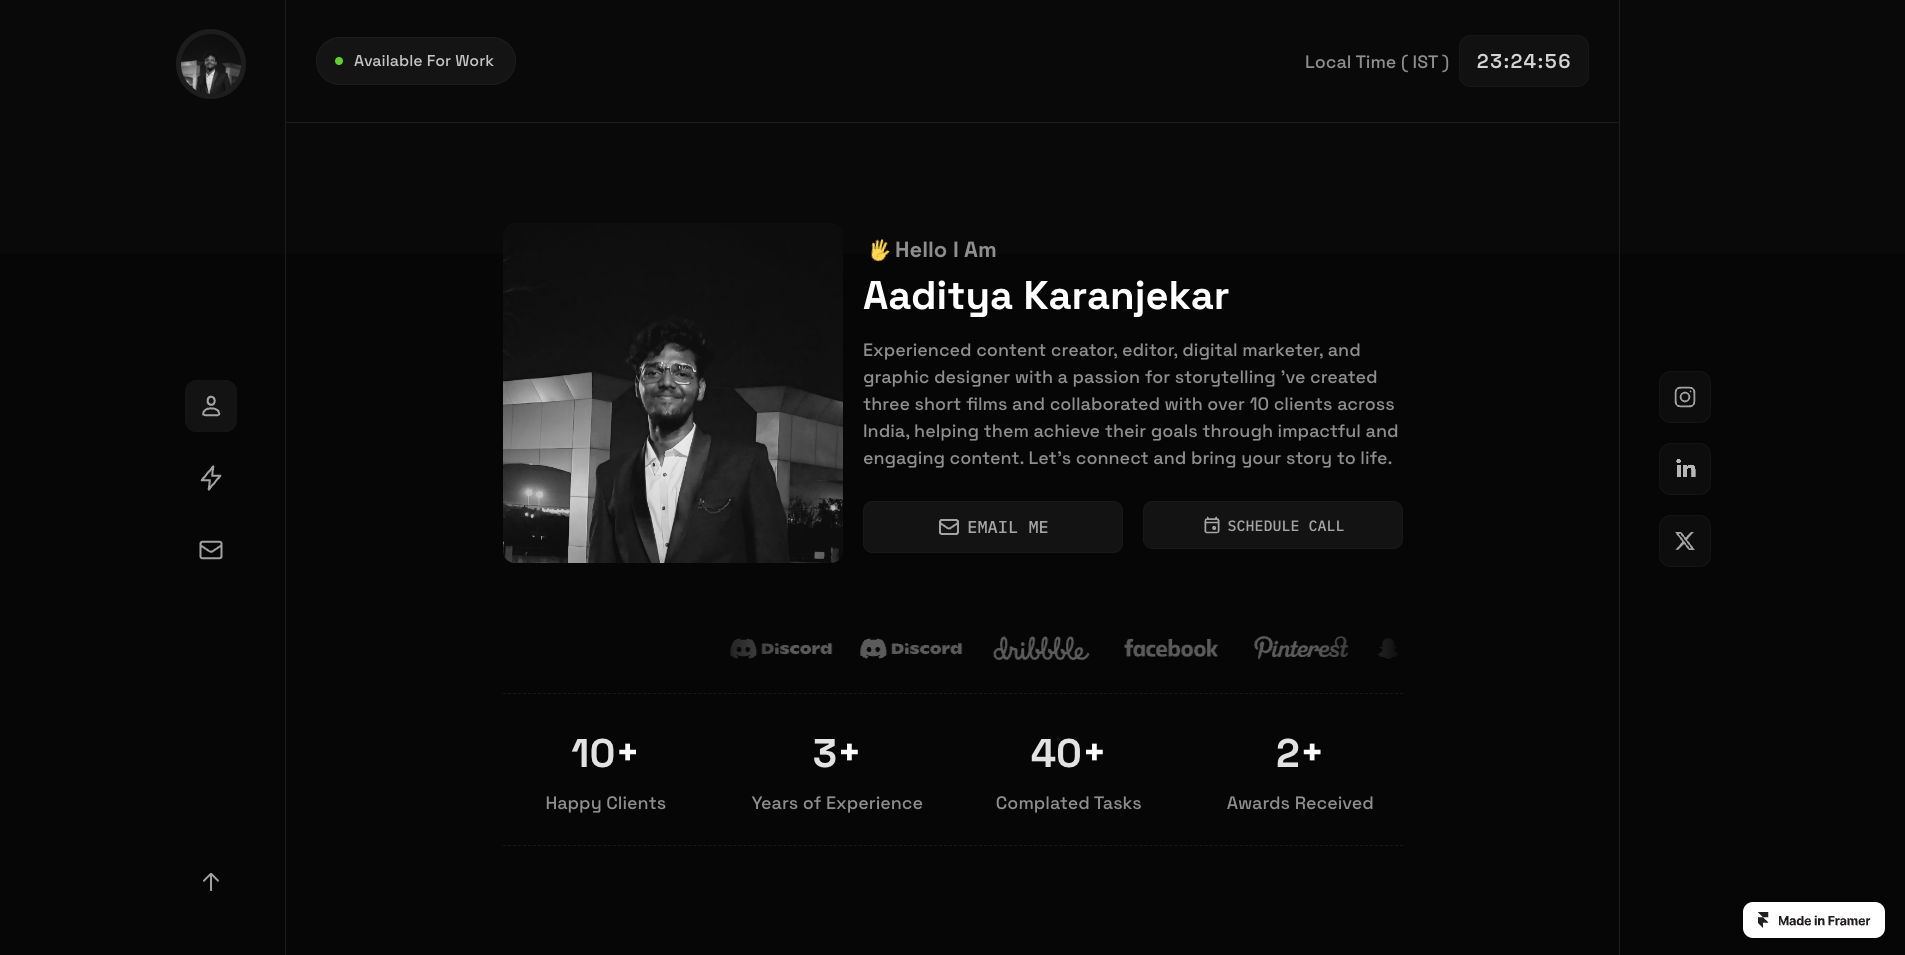 Available For Work
Local Time ( IST )
23:24:56
Hello I Am
Aaditya Karanjekar
Experienced content creator, editor, digital marketer, and
graphic designer with a passion for storytelling 've created
three short films and collaborated with over 10 clients across
India, helping them achieve their goals through impactful and
engaging content. Let's connect and bring your story to life.
EMAIL ME
SCHEDULE CALL
in
X
Discord
Discord
dribbble
facebook
Pinterest
10+
3+
40+
2+
Happy Clients
Years of Experience
Complated Tasks
Awards Received
Made in Framer